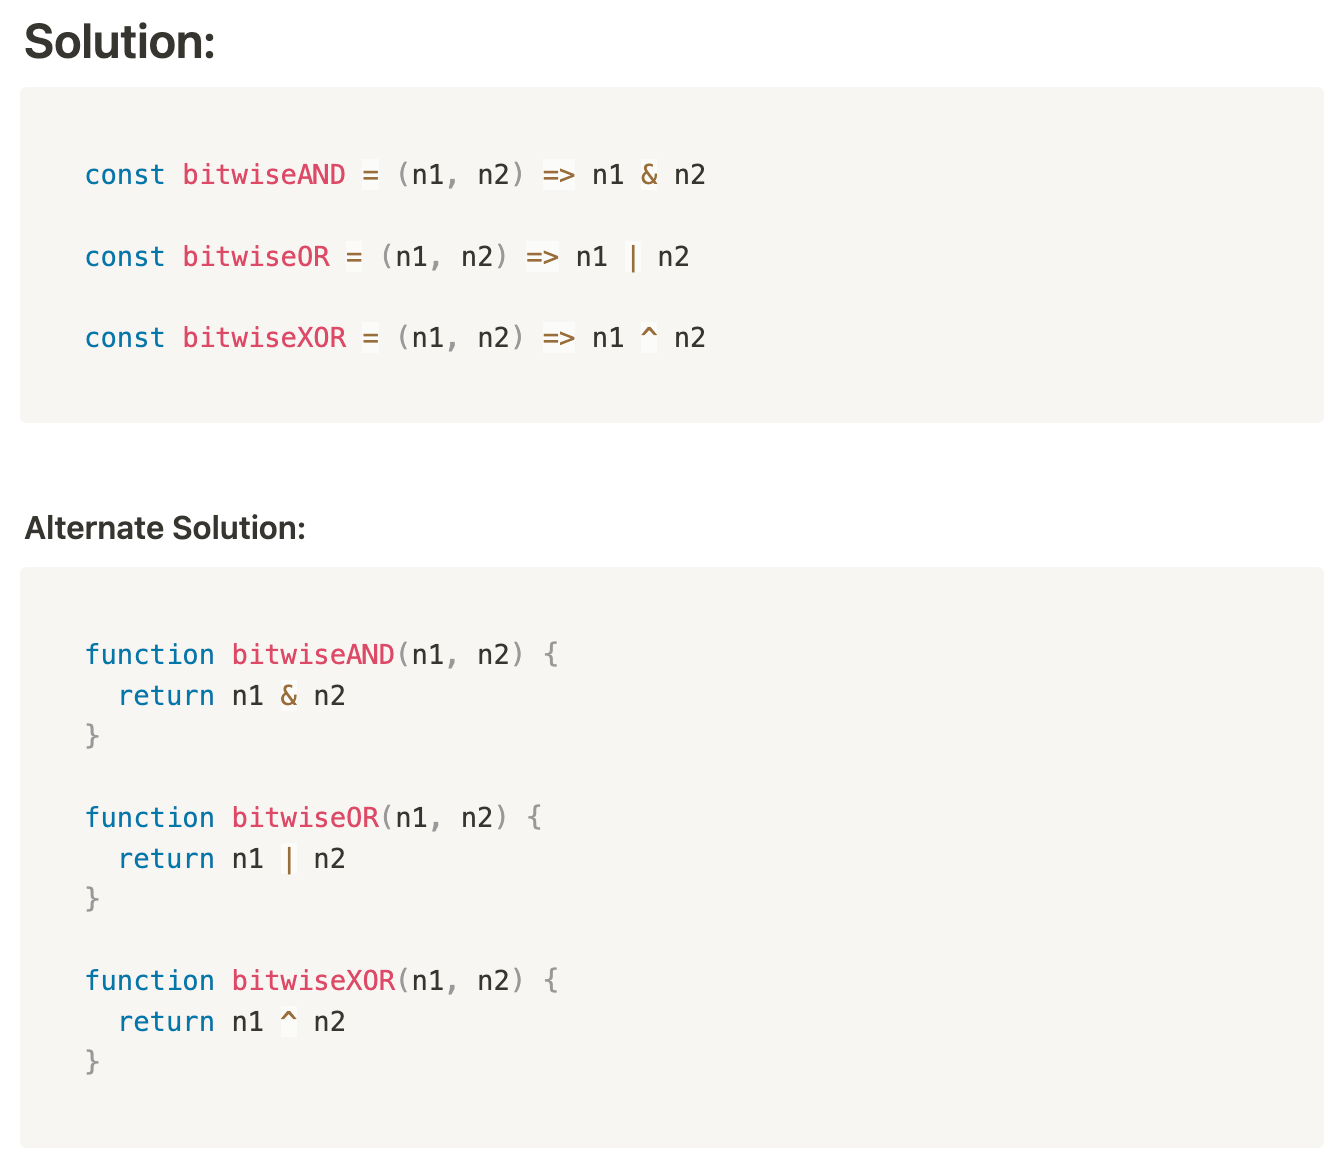 Solution:
const bitwiseAND = (n1, n2) => n1 & n2
const bitwiseOR = (n1, n2) => n1 | n2
const bitwiseXOR = (n1, n2) => n1 ^ n2
Alternate Solution:
function bitwiseAND(n1, n2) {
  return n1 & n2
}
function bitwiseOR(n1, n2) {
  return n1 | n2
}
function bitwiseXOR(n1, n2) {
  return n1 ^ n2
}